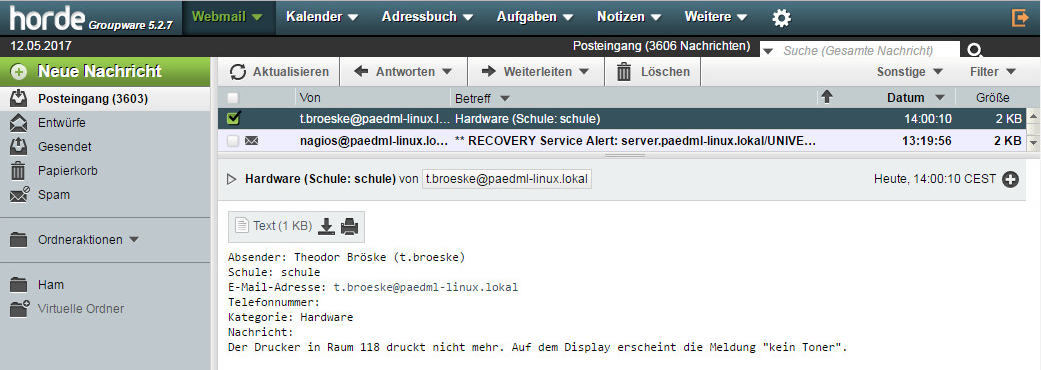 horde Groupware 5.2.7 Webmail Kalender Adressbuch Aufgaben Notizen Weitere
12.05.2017 Posteingang (3606 Nachrichten) Suche (Gesamte Nachricht)
Neue Nachricht Aktualisieren Antworten Weiterleiten Löschen Sonstige Filter
Posteingang (3603) Von Betreff Datum Größe
Entwürfe t.broeske@paedml-linux.l... Hardware (Schule: schule) 14:00:10 2 KB
Gesendet nagios@paedml-linux.lo... ** RECOVERY Service Alert: server.paedml-linux.lokal/UNIVE... 13:19:56 2 KB
Papierkorb
Spam
Ordneraktionen
Ham
Virtuelle Ordner
Hardware (Schule: schule) von t.broeske@paedml-linux.lokal Heute, 14:00:10 CEST
Text (1 KB)
Absender: Theodor Bröske (t.broeske)
Schule: schule
E-Mail-Adresse: t.broeske@paedml-linux.lokal
Telefonnummer:
Kategorie: Hardware
Nachricht:
Der Drucker in Raum 118 druckt nicht mehr. Auf dem Display erscheint die Meldung "kein Toner".